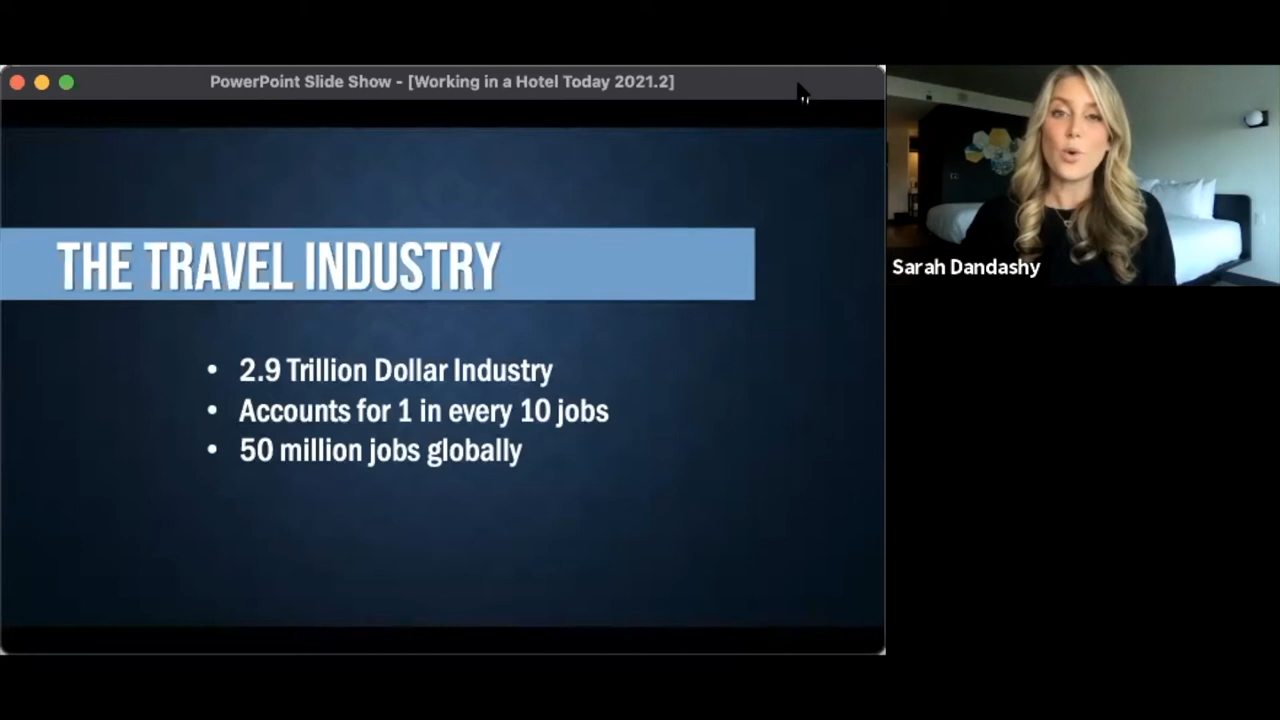 PowerPoint Slide Show - [Working in a Hotel Today 2021.2]
THE TRAVEL INDUSTRY
• 2.9 Trillion Dollar Industry
• Accounts for 1 in every 10 jobs
• 50 million jobs globally
Sarah Dandashy